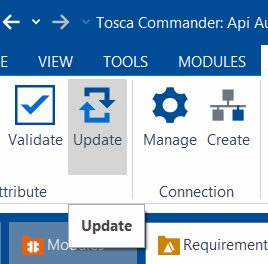 Tosca Commander: Api Au
E VIEW TOOLS MODULES
Validate Update Manage Create
ttribute Connection
Update
Modules Requirement